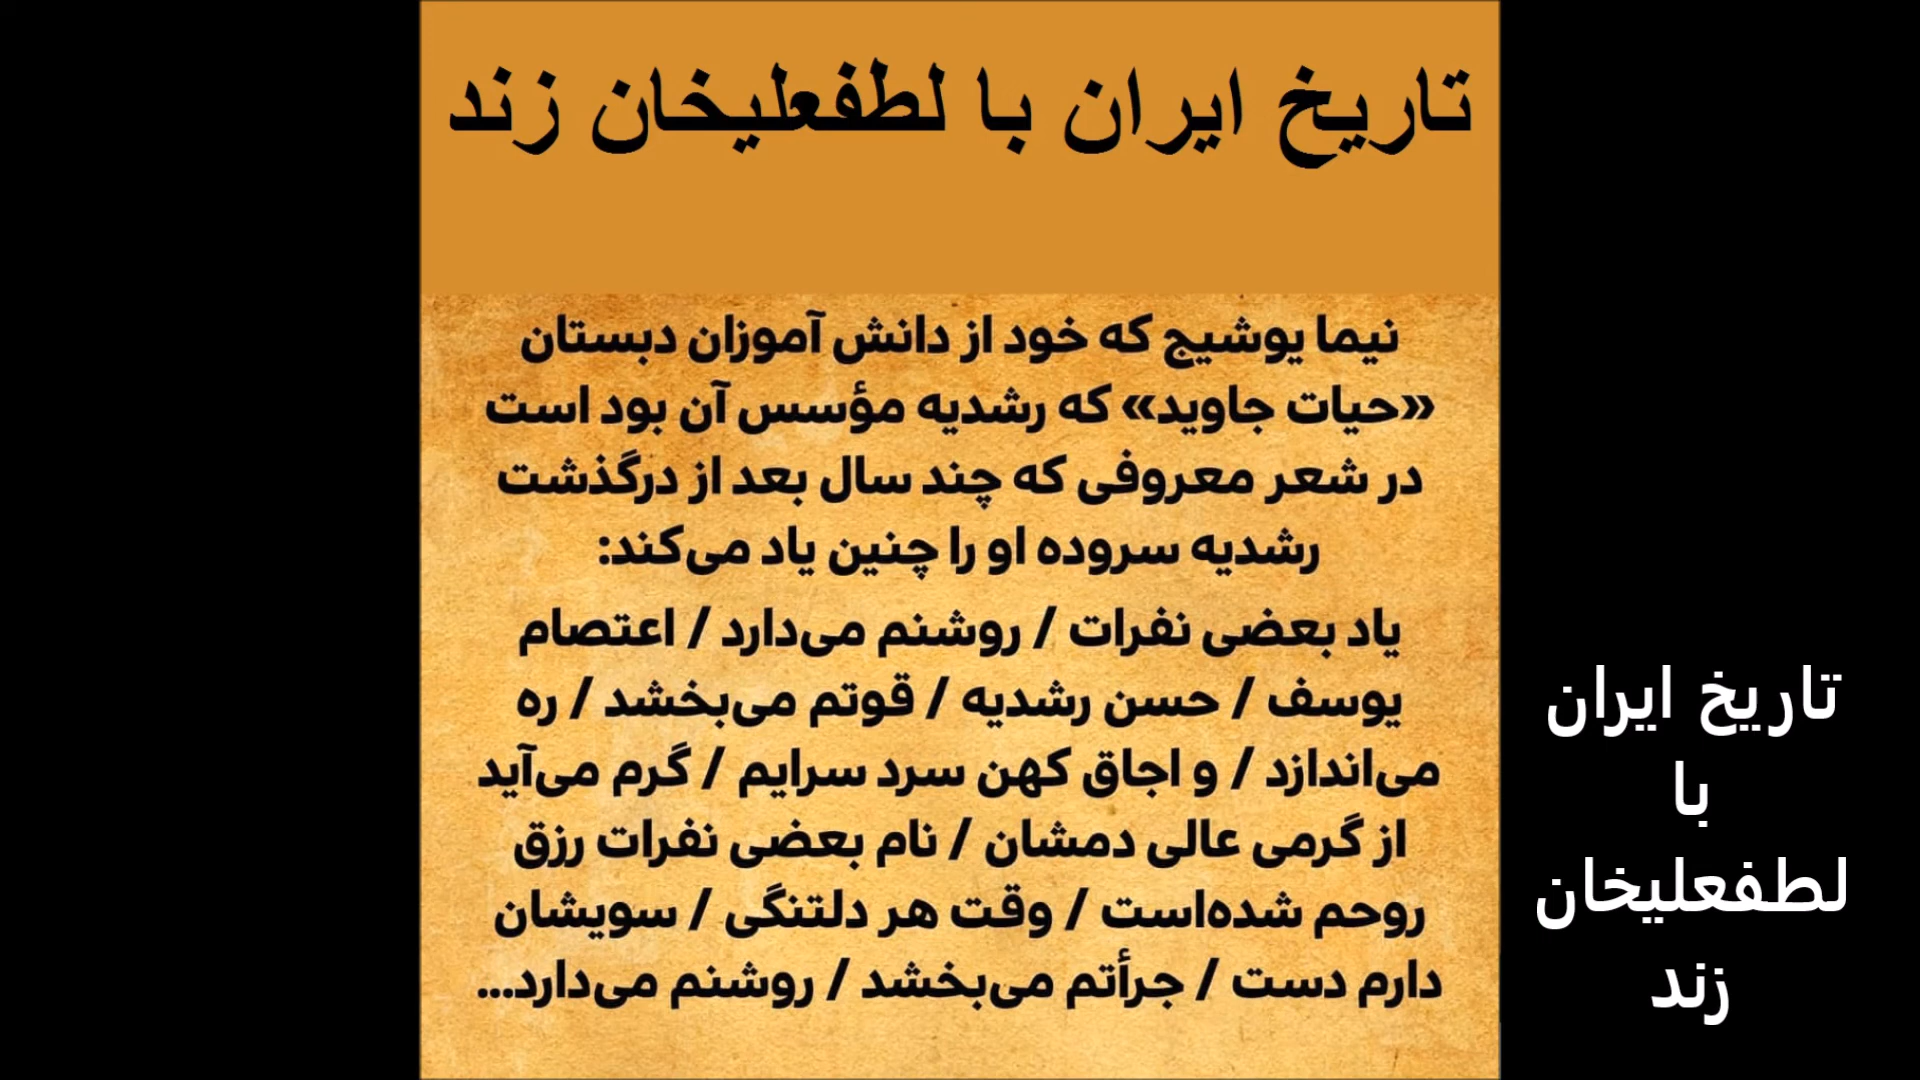 تاریخ ایران با لطفعلیخان زند
نیما یوشیج که خود از دانش آموزان دبستان
«حیات جاوید» که رشدیه مؤسس آن بود است
در شعر معروفی که چند سال بعد از درگذشت
رشدیه سروده او را چنین یاد می‌کند:
یاد بعضی نفرات / روشنم می‌دارد / اعتصام
یوسف / حسن رشدیه / قوتم می‌بخشد / ره
می‌اندازد / و اجاق کهن سرد سرایم / گرم می‌آید
از گرمی عالی دمشان / نام بعضی نفرات رزق
روحم شده‌است / وقت هر دلتنگی / سویشان
دارم دست / جرأتم می‌بخشد / روشنم می‌دارد...
تاریخ ایران
با
لطفعلیخان
زند